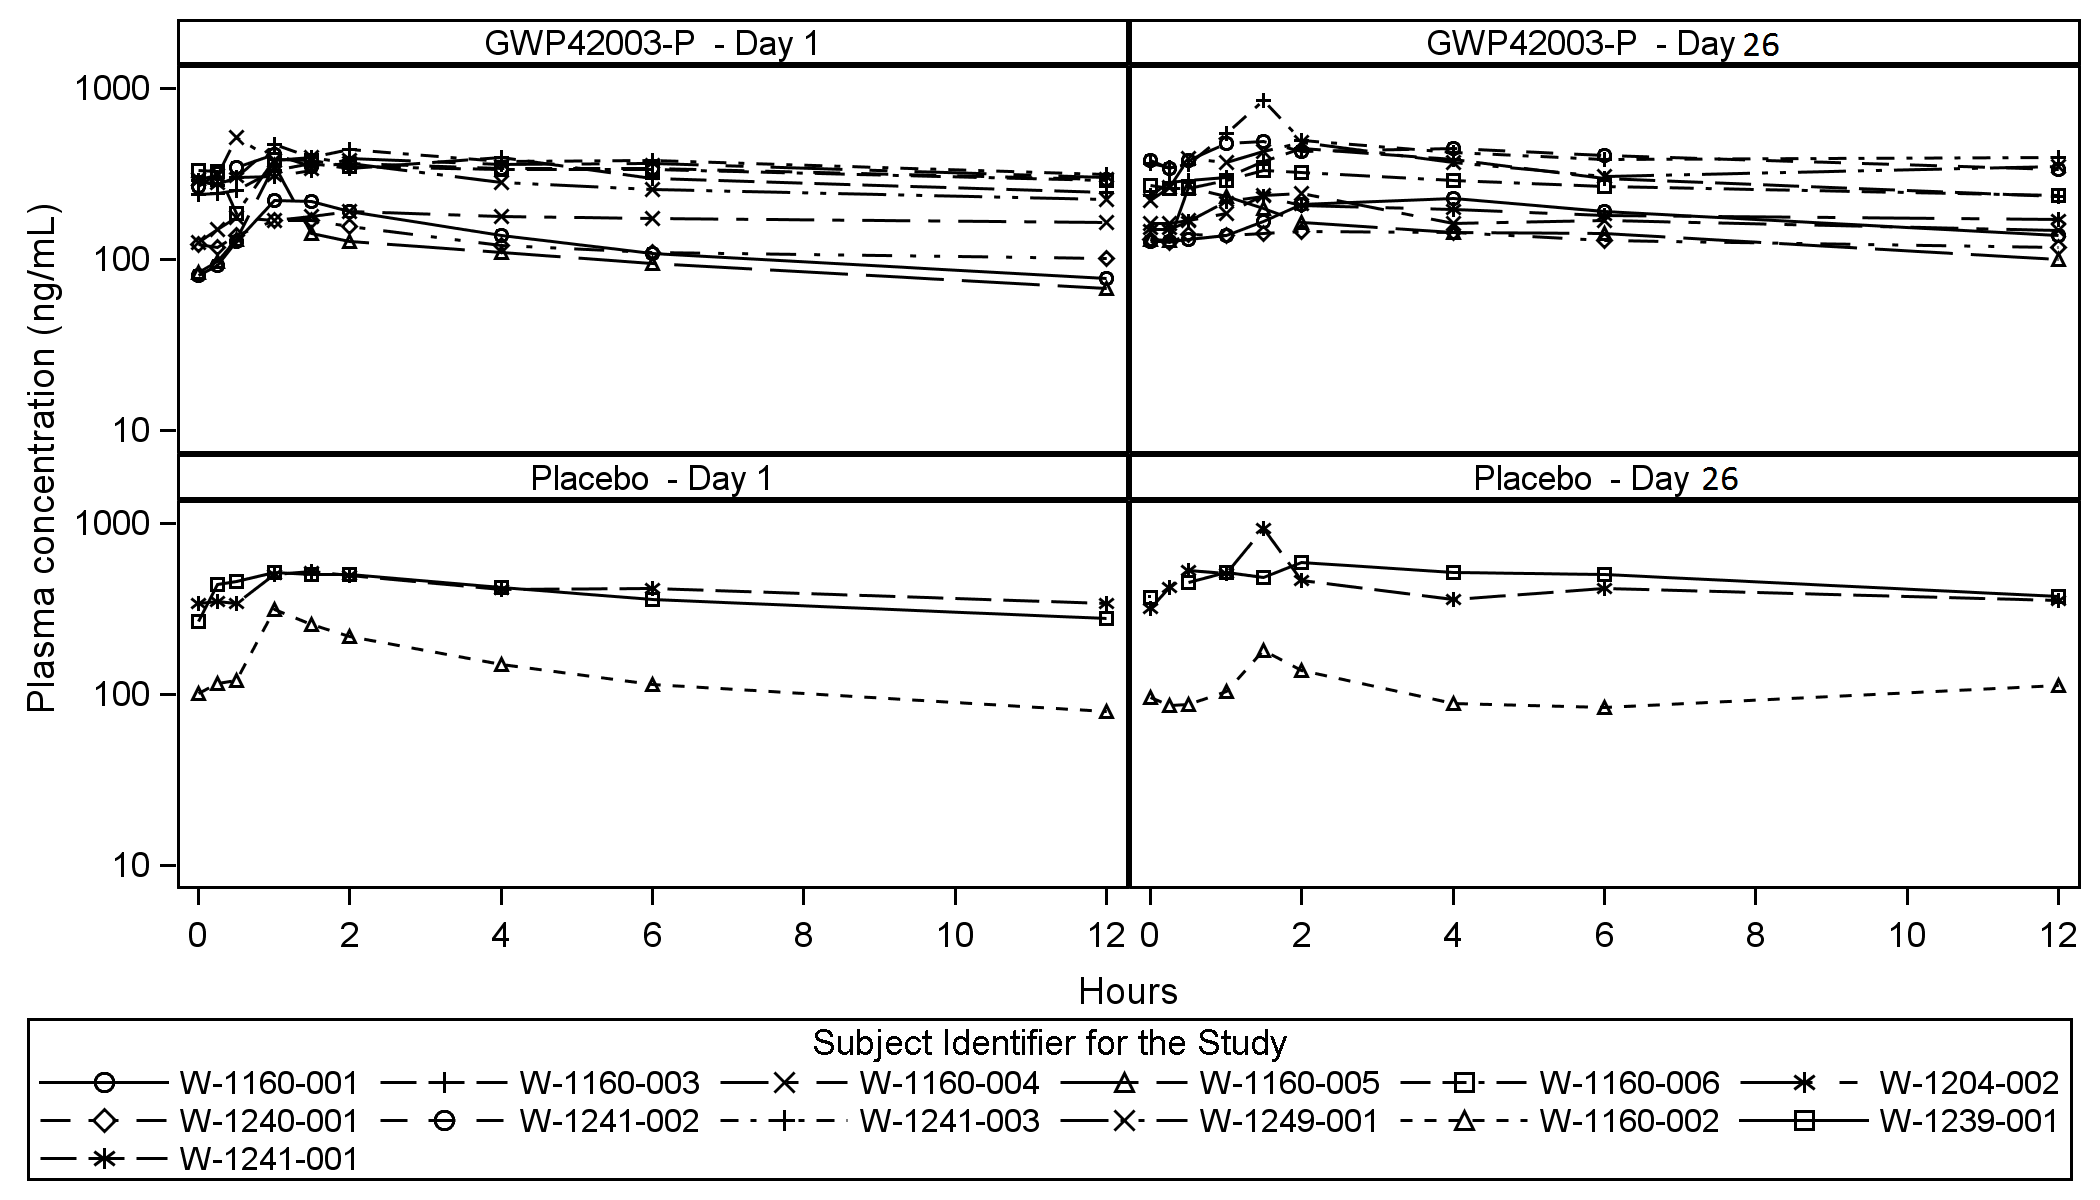 GWP42003-P - Day 1
GWP42003-P - Day 26
1000
100
10
Placebo - Day 1
Placebo - Day 26
1000
100
10
Plasma concentration (ng/mL)
0 2 4 6 8 10 12
0 2 4 6 8 10 12
Hours
Subject Identifier for the Study
W-1160-001 W-1160-003 W-1160-004 W-1160-005 W-1160-006 W-1204-002
W-1240-001 W-1241-002 W-1241-003 W-1249-001 W-1160-002 W-1239-001
W-1241-001